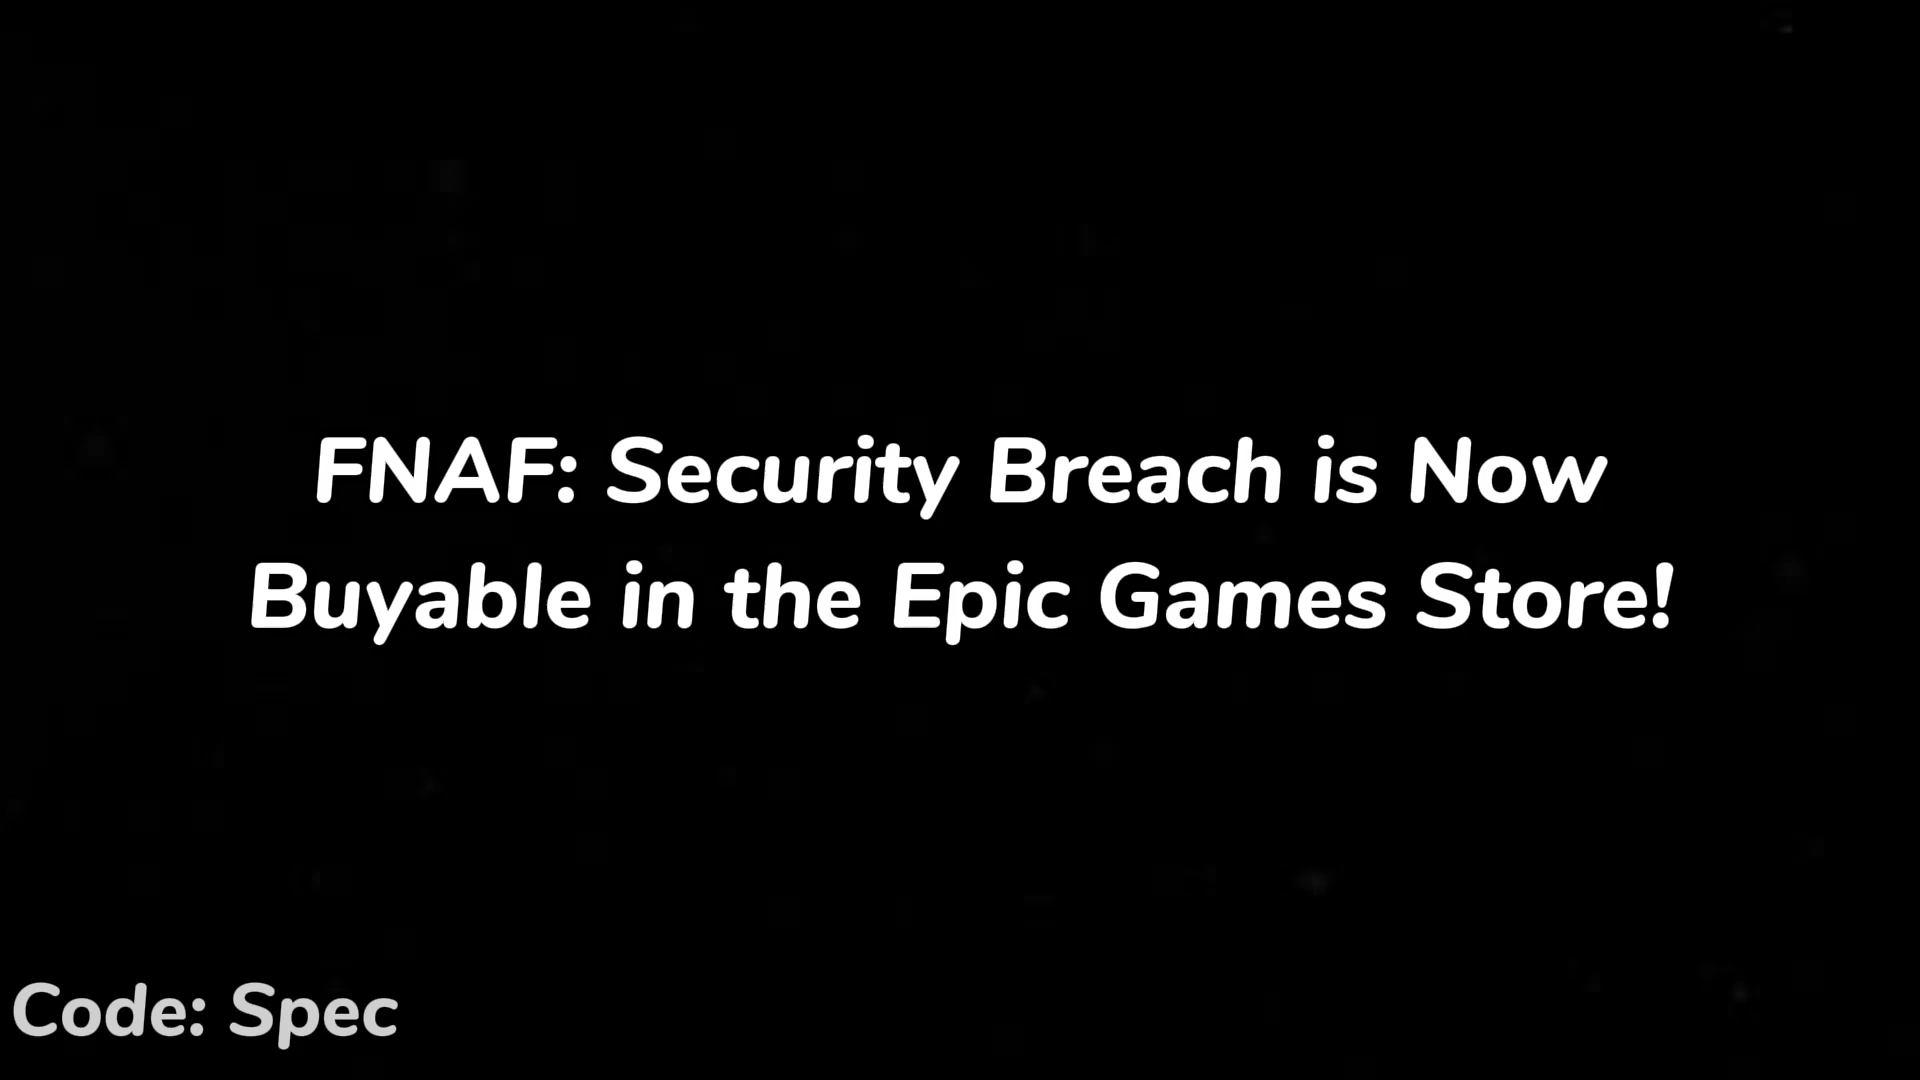 FNAF: Security Breach is Now
Buyable in the Epic Games Store!
Code: Spec